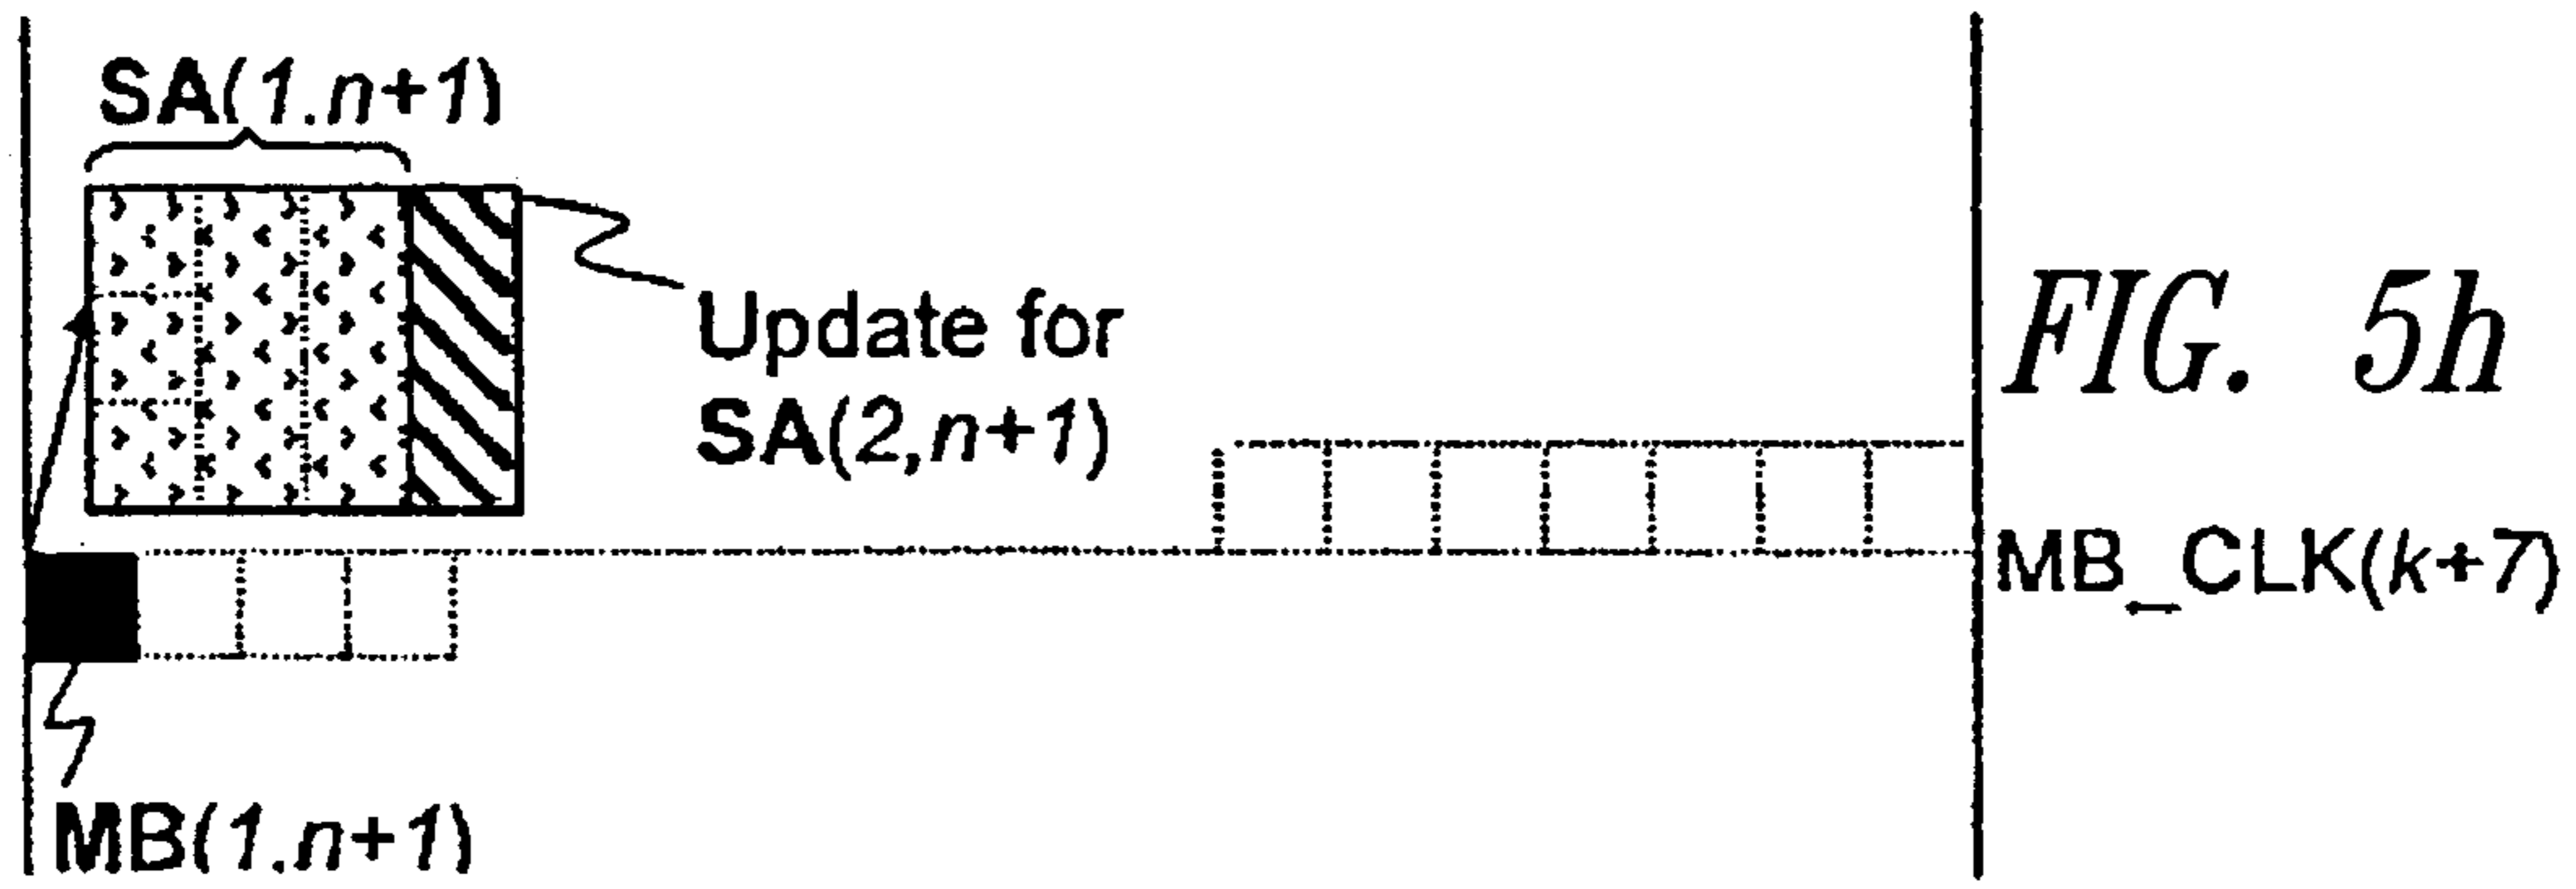 SA(1.n+1)
Update for
SA(2,n+1)
FIG. 5h
MB_CLK(k+7)
MB(1.n+1)